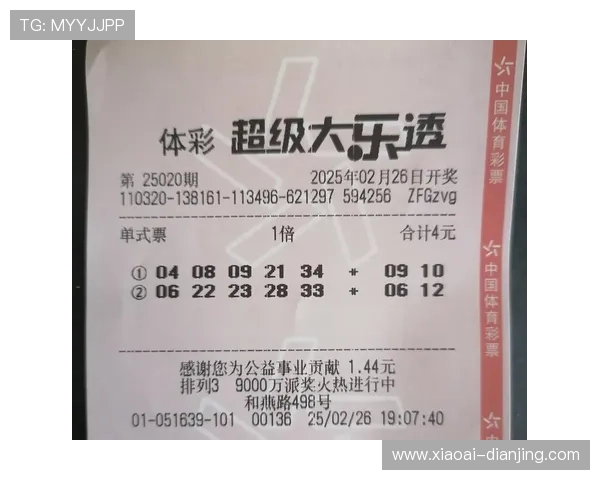 TG: MYYJJPP
体彩 超级大乐透
第 25020期 2025年02月26日开奖
110320-138161-113496-621297 594256 ZFGzvg
单式票 1倍 合计4元
① 04 08 09 21 34 + 09 10
② 06 22 23 28 33 + 06 12
感谢您为公益事业贡献 1.44元
排列3 9000万派奖火热进行中
和燕路498号
01-051639-101 00136 25/02/26 19:07:40
中国体育彩票
中国体育彩票
中国体育
www.xiaoai-dianjing.com